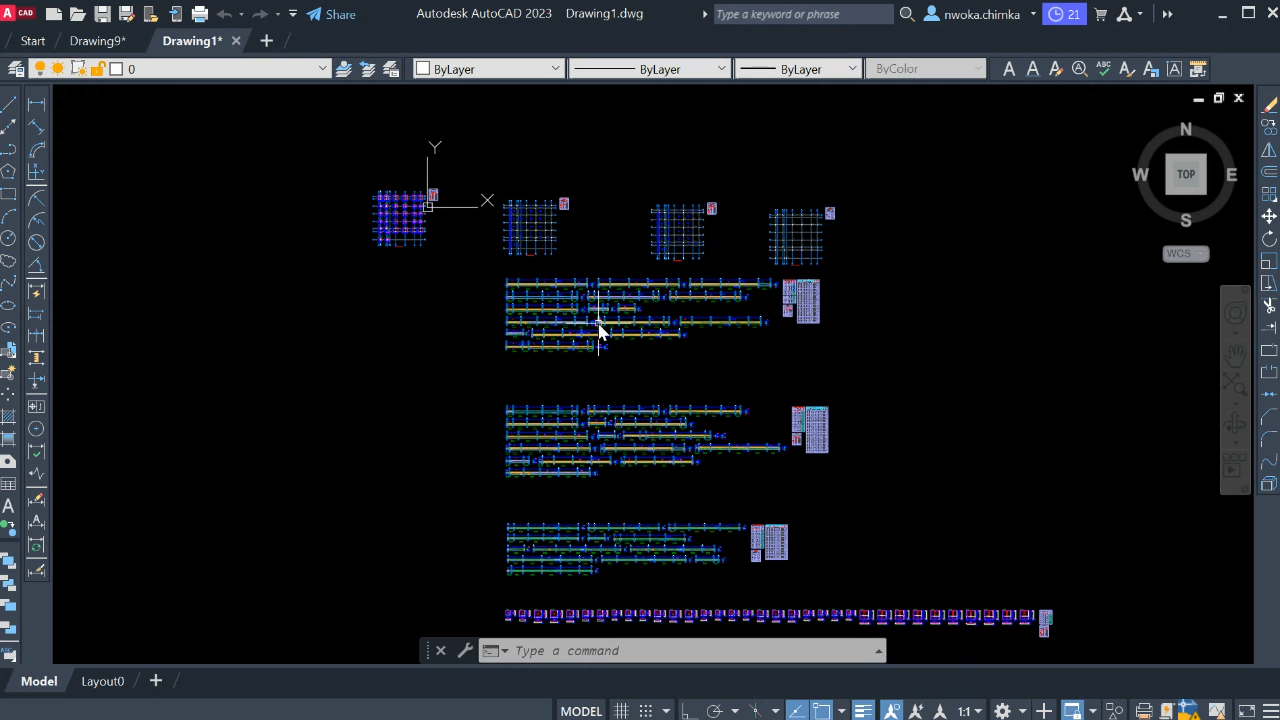 CAD
Share
Autodesk AutoCAD 2023 Drawing1.dwg
Type a keyword or phrase
nwoka.chimka
21
Start
Drawing9*
Drawing1*
0
ByLayer
ByLayer
ByLayer
ByColor
Y
X
N
W
TOP
E
S
WCS
Type a command
Model
Layout0
MODEL
1:1